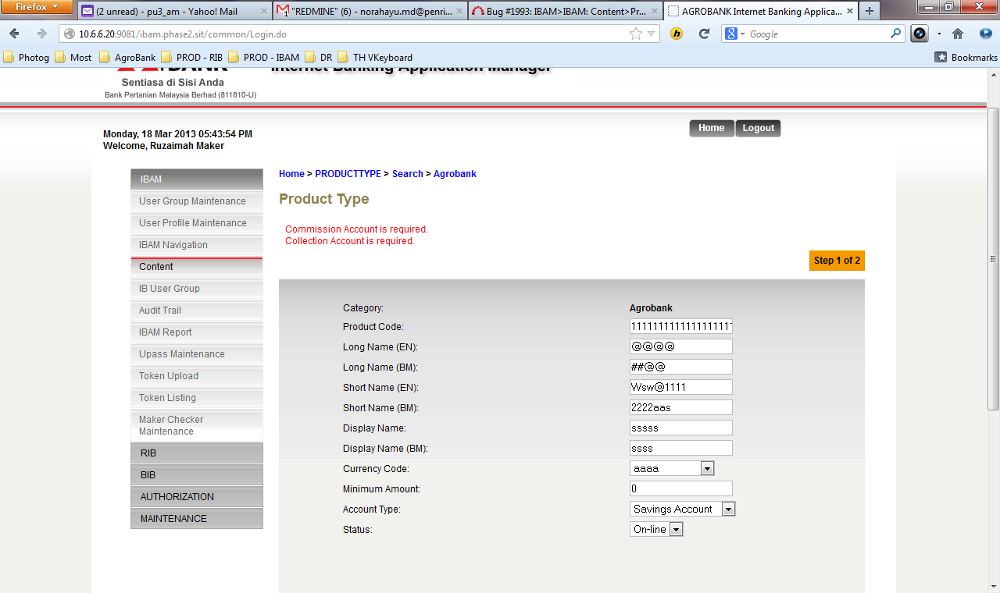 Firefox
(2 unread) - pu3_am - Yahoo! Mail
"REDMINE" (6) - norahayu.md@penri...
Bug #1993: IBAM>IBAM: Content>Pr...
AGROBANK Internet Banking Applica...
10.6.6.20:9081/ibam.phase2.sit/common/Login.do
Google
Photog
Most
AgroBank
PROD - RIB
PROD - IBAM
DR
TH VKeyboard
Bookmarks
BANK
Internet Banking Application Manager
Sentiasa di Sisi Anda
Bank Pertanian Malaysia Berhad (811810-U)
Monday, 18 Mar 2013 05:43:54 PM
Welcome, Ruzaimah Maker
Home
Logout
IBAM
User Group Maintenance
User Profile Maintenance
IBAM Navigation
Content
IB User Group
Audit Trail
IBAM Report
Upass Maintenance
Token Upload
Token Listing
Maker Checker
Maintenance
RIB
BIB
AUTHORIZATION
MAINTENANCE
Home > PRODUCTTYPE > Search > Agrobank
Product Type
Commission Account is required.
Collection Account is required.
Step 1 of 2
Category: Agrobank
Product Code:
Long Name (EN): @@@@
Long Name (BM): ##@@
Short Name (EN): Wsw@1111
Short Name (BM): 2222aas
Display Name: sssss
Display Name (BM): ssss
Currency Code: aaaa
Minimum Amount: 0
Account Type: Savings Account
Status: On-line